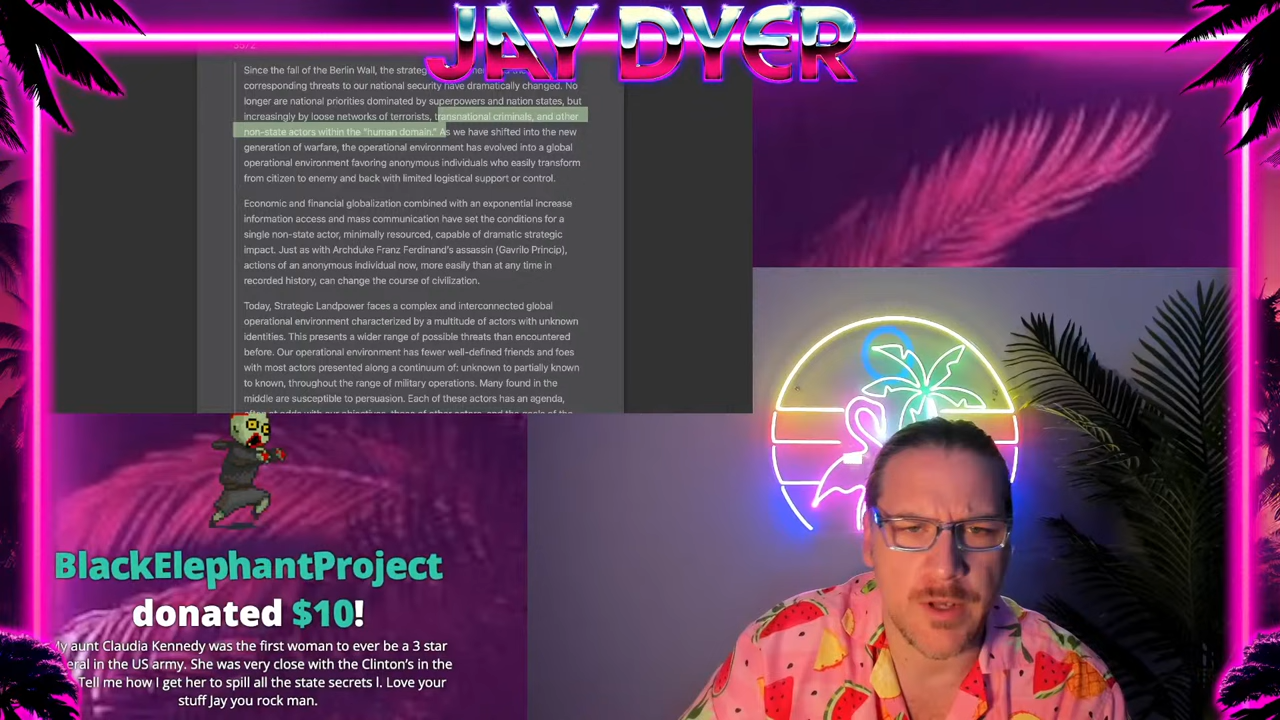 JAY DYER
Since the fall of the Berlin Wall, the
corresponding threats to our national security have dramatically changed. No
longer are national priorities dominated by superpowers and nation states, but
increasingly by loose networks of terrorists, transnational criminals, and other
non-state actors within the "human domain." As we have shifted into the new
generation of warfare, the operational environment has evolved into a global
operational environment favoring anonymous individuals who easily transform
from citizen to enemy and back with limited logistical support or control.
Economic and financial globalization combined with an exponential increase
information access and mass communication have set the conditions for a
single non-state actor, minimally resourced, capable of dramatic strategic
impact. Just as with Archduke Franz Ferdinand's assassin (Gavrilo Princip),
actions of an anonymous individual now, more easily than at any time in
recorded history, can change the course of civilization.
Today, Strategic Landpower faces a complex and interconnected global
operational environment characterized by a multitude of actors with unknown
identities. This presents a wider range of possible threats than encountered
before. Our operational environment has fewer well-defined friends and foes
with most actors presented along a continuum of: unknown to partially known
to known, throughout the range of military operations. Many found in the
middle are susceptible to persuasion. Each of these actors has an agenda,
BlackElephantProject
donated $10!
aunt Claudia Kennedy was the first woman to ever be a 3 star
in the US army. She was very close with the Clinton's in the
Tell me how I get her to spill all the state secrets l. Love your
stuff Jay you rock man.